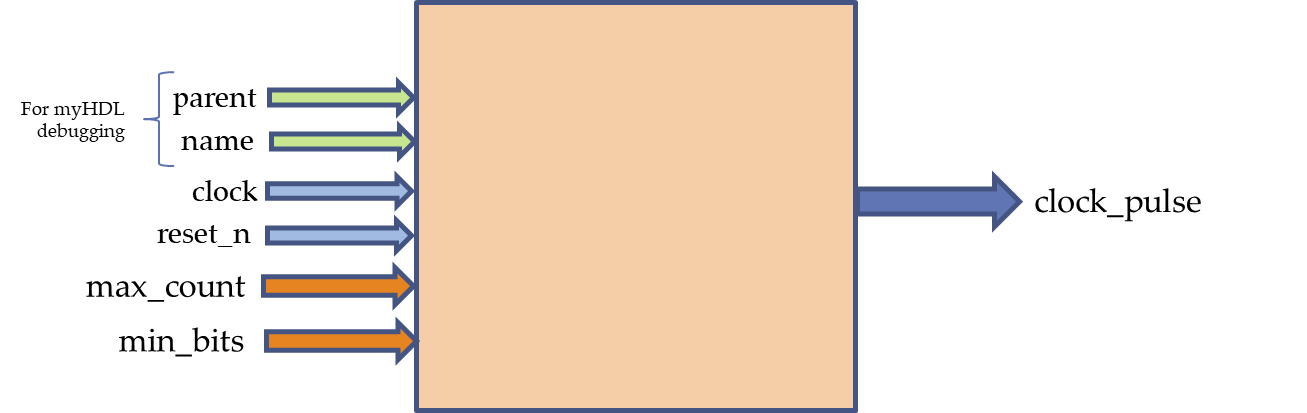 For myHDL
debugging
parent
name
clock
reset_n
max_count
min_bits
clock_pulse